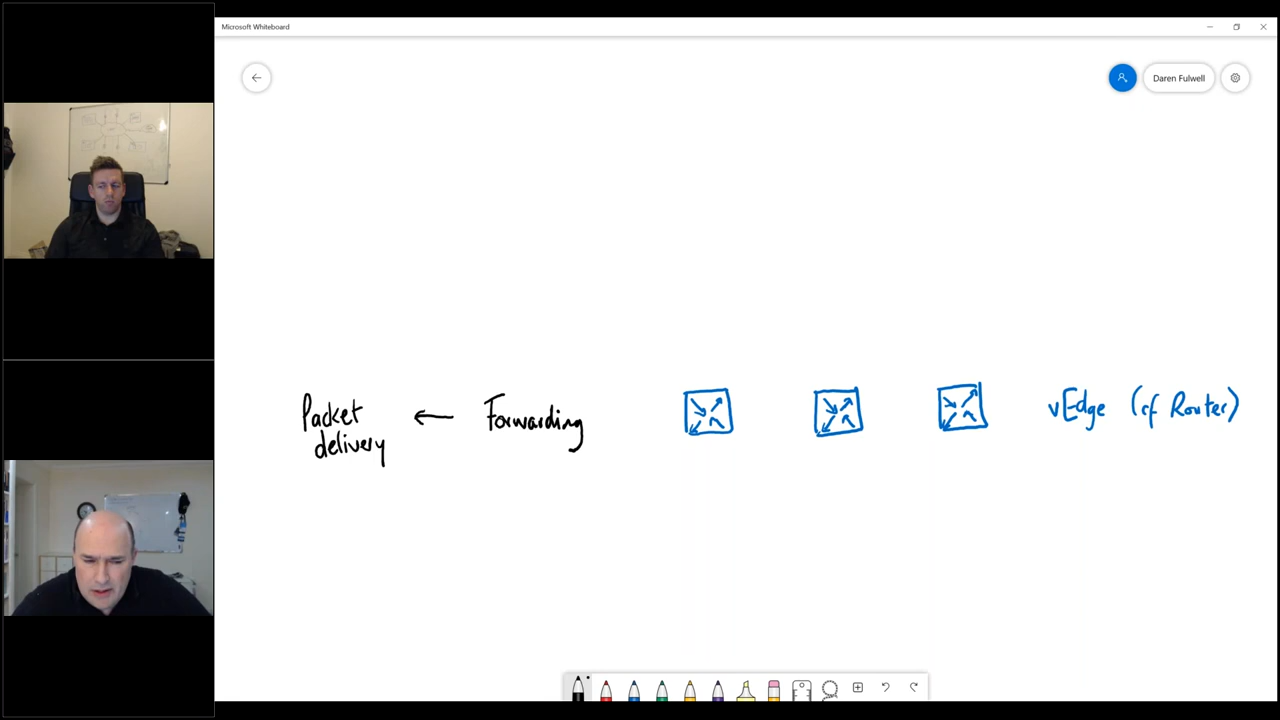 Microsoft Whiteboard
Daren Fulwell
Packet
delivery
Forwarding
vEdge (cf Router)